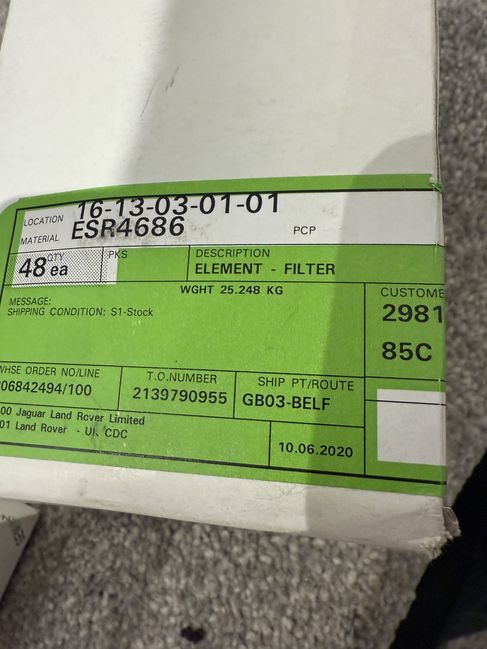 LOCATION 16-13-03-01-01
MATERIAL ESR4686 PCP
48 QTY ea PKS DESCRIPTION
ELEMENT - FILTER
WGHT 25.248 KG
MESSAGE:
SHIPPING CONDITION: S1-Stock
CUSTOME
2981
85C
WHSE ORDER NO/LINE T.O.NUMBER SHIP PT/ROUTE
06842494/100 2139790955 GB03-BELF
00 Jaguar Land Rover Limited
01 Land Rover - UK CDC
10.06.2020